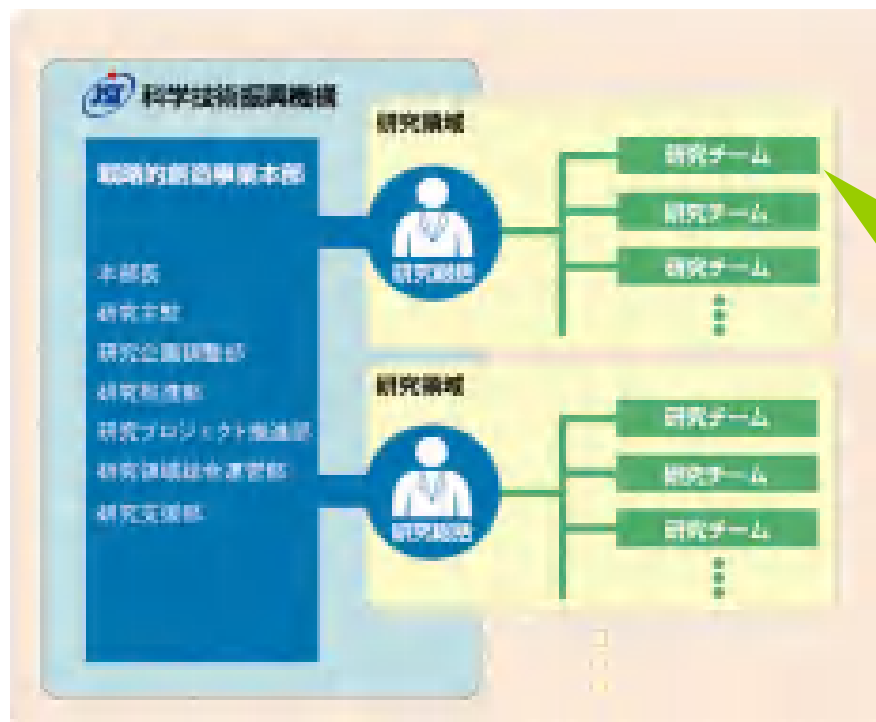 JST 科学技術振興機構
戦略的創造事業本部
本部長
研究主監
研究企画調整部
研究推進部
研究プロジェクト推進部
研究領域総合運営部
研究支援部
研究領域
研究総括
研究チーム
研究チーム
研究チーム
研究領域
研究総括
研究チーム
研究チーム
研究チーム